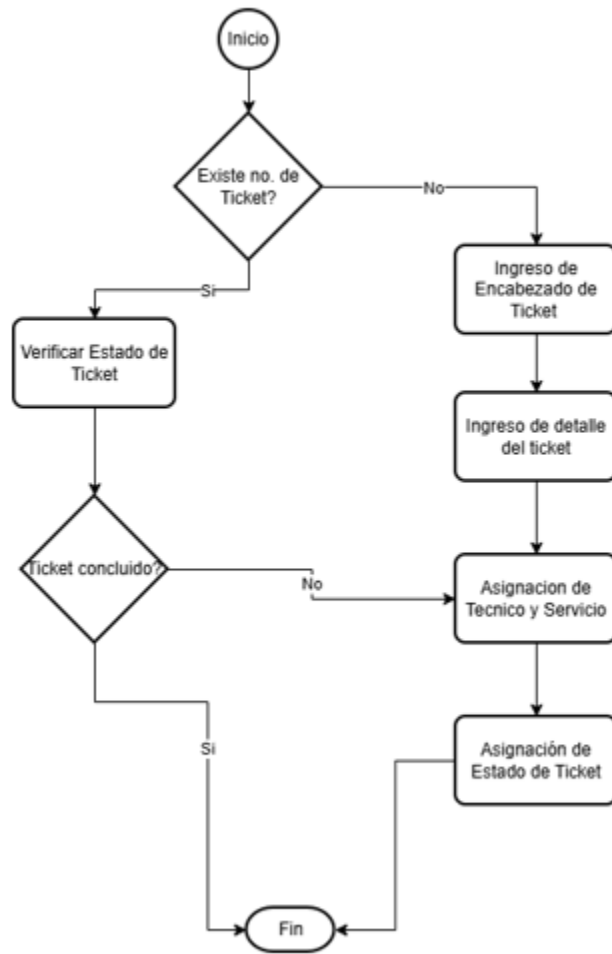 Inicio
Existe no. de
Ticket?
No
Si
Ingreso de
Encabezado de
Ticket
Verificar Estado de
Ticket
Ingreso de detalle
del ticket
Ticket concluido?
No
Asignacion de
Tecnico y Servicio
Si
Asignación de
Estado de Ticket
Fin